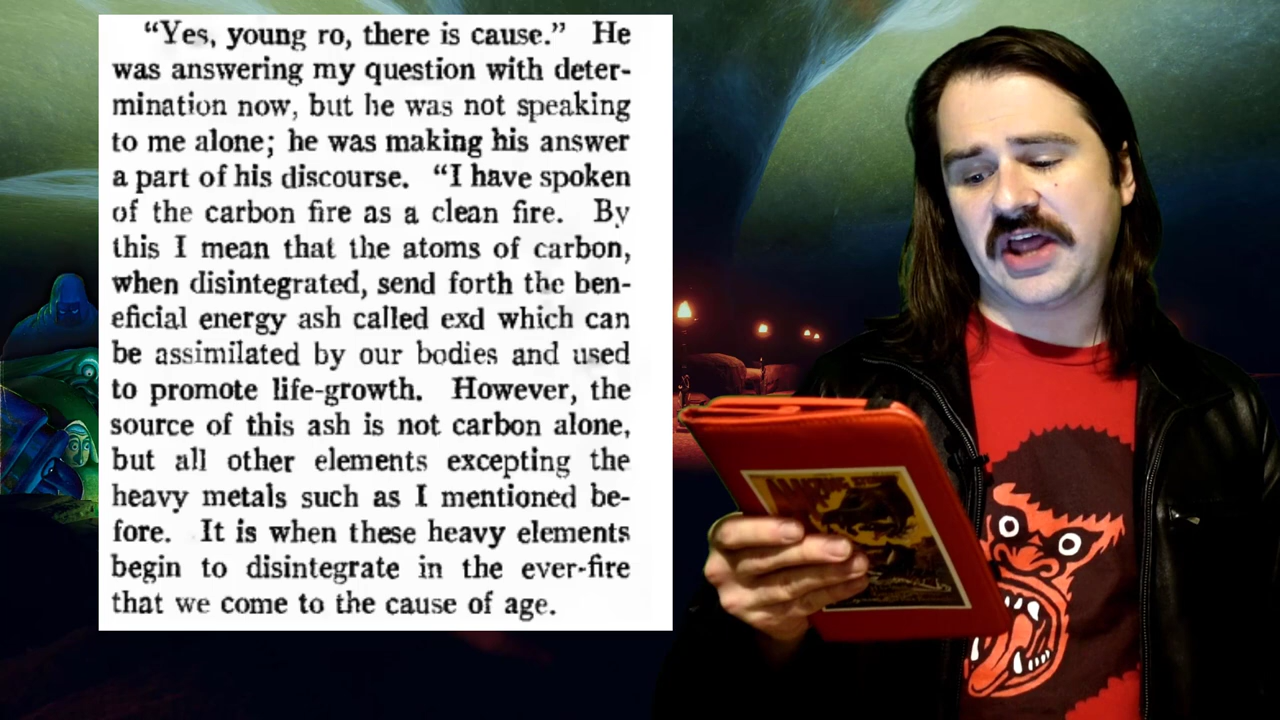 “Yes, young ro, there is cause.” He
was answering my question with deter-
mination now, but he was not speaking
to me alone; he was making his answer
a part of his discourse. “I have spoken
of the carbon fire as a clean fire. By
this I mean that the atoms of carbon,
when disintegrated, send forth the ben-
eficial energy ash called exd which can
be assimilated by our bodies and used
to promote life-growth. However, the
source of this ash is not carbon alone,
but all other elements excepting the
heavy metals such as I mentioned be-
fore. It is when these heavy elements
begin to disintegrate in the ever-fire
that we come to the cause of age.